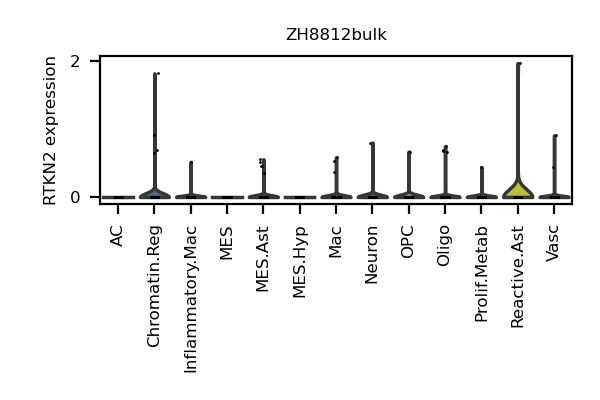 ZH8812bulk
RTKN2 expression
2
0
AC
Chromatin.Reg
Inflammatory.Mac
MES
MES.Ast
MES.Hyp
Mac
Neuron
OPC
Oligo
Prolif.Metab
Reactive.Ast
Vasc